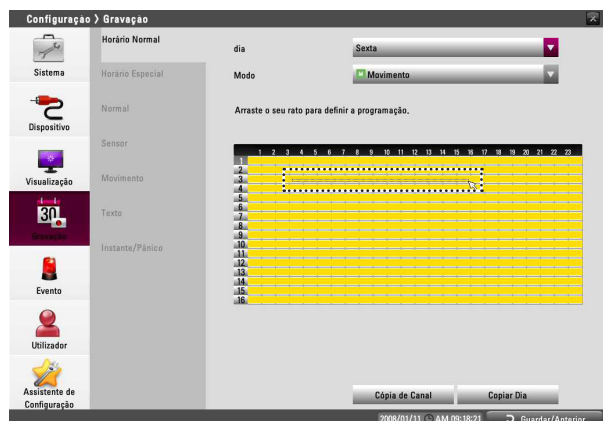 Configuração > Gravação
Sistema
Dispositivo
Visualização
Gravação
Evento
Utilizador
Assistente de
Configuração
Horário Normal
Horário Especial
Normal
Sensor
Movimento
Texto
Instante/Pânico
dia Sexta
Modo M Movimento
Arraste o seu rato para definir a programação.
1 2 3 4 5 6 7 8 9 10 11 12 13 14 15 16 17 18 19 20 21 22 23
1
2
3
4
5
6
7
8
9
10
11
12
13
14
15
16
Cópia de Canal Copiar Dia
2008/01/11 AM 09:18:21 Guardar/Anterior